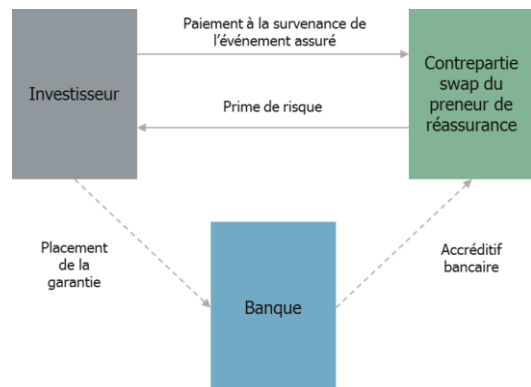 Paiement à la survenance de
l'événement assuré
Investisseur
Contrepartie
swap du
preneur de
réassurance
Prime de risque
Placement
de la
garantie
Accréditif
bancaire
Banque